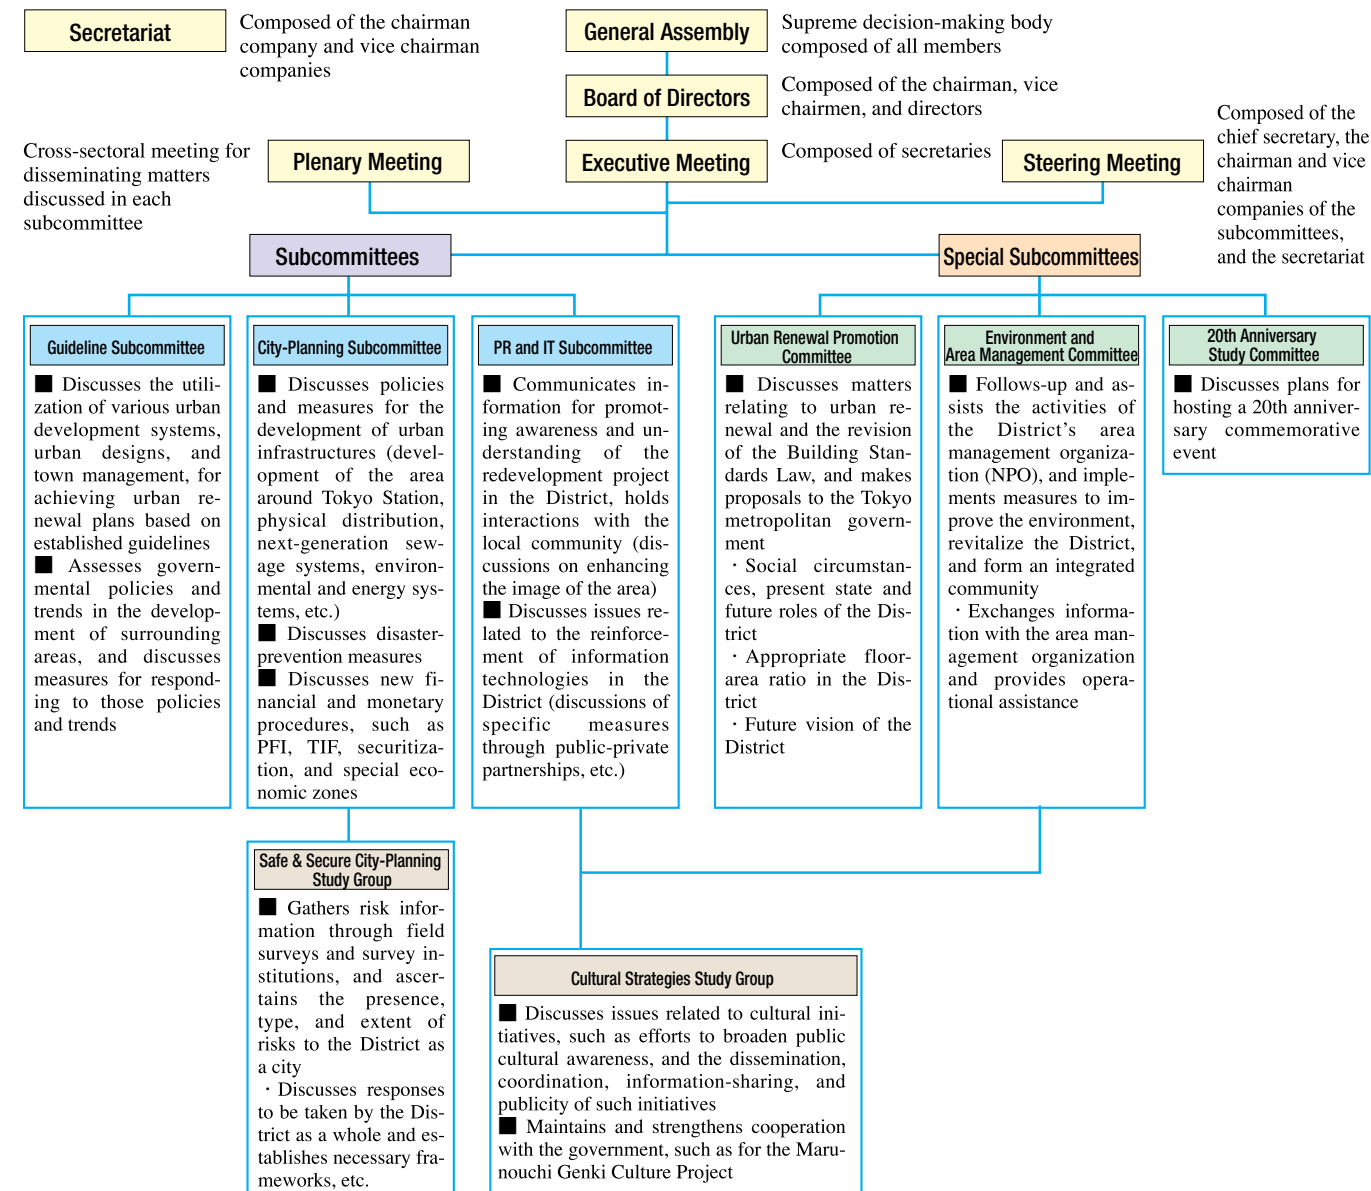 Secretariat
Composed of the chairman
company and vice chairman
companies
General Assembly
Supreme decision-making body
composed of all members
Board of Directors
Composed of the chairman, vice
chairmen, and directors
Cross-sectoral meeting for
disseminating matters
discussed in each
subcommittee
Plenary Meeting
Executive Meeting
Composed of secretaries
Steering Meeting
Composed of the
chief secretary, the
chairman and vice
chairman
companies of the
subcommittees,
and the secretariat
Subcommittees
Special Subcommittees
Guideline Subcommittee
■ Discusses the utili-
zation of various urban
development systems,
urban designs, and
town management, for
achieving urban re-
newal plans based on
established guidelines
■ Assesses govern-
mental policies and
trends in the develop-
ment of surrounding
areas, and discusses
measures for respond-
ing to those policies
and trends
City-Planning Subcommittee
■ Discusses policies
and measures for the
development of urban
infrastructures (devel-
opment of the area
around Tokyo Station,
physical distribution,
next-generation sew-
age systems, environ-
mental and energy sys-
tems, etc.)
■ Discusses disaster-
prevention measures
■ Discusses new fi-
nancial and monetary
procedures, such as
PFI, TIF, securitiza-
tion, and special eco-
nomic zones
PR and IT Subcommittee
■ Communicates in-
formation for promot-
ing awareness and un-
derstanding of the
redevelopment project
in the District, holds
interactions with the
local community (dis-
cussions on enhancing
the image of the area)
■ Discusses issues re-
lated to the reinforce-
ment of information
technologies in the
District (discussions of
specific measures
through public-private
partnerships, etc.)
Urban Renewal Promotion
Committee
■ Discusses matters
relating to urban re-
newal and the revision
of the Building Stan-
dards Law, and makes
proposals to the Tokyo
metropolitan govern-
ment
・Social circumstan-
ces, present state and
future roles of the Dis-
trict
・Appropriate floor-
area ratio in the Dis-
trict
・Future vision of the
District
Environment and
Area Management Committee
■ Follows-up and as-
sists the activities of
the District's area
management organiza-
tion (NPO), and imple-
ments measures to im-
prove the environment,
revitalize the District,
and form an integrated
community
・Exchanges informa-
tion with the area man-
agement organization
and provides opera-
tional assistance
20th Anniversary
Study Committee
■ Discusses plans for
hosting a 20th anniver-
sary commemorative
event
Safe & Secure City-Planning
Study Group
■ Gathers risk infor-
mation through field
surveys and survey in-
stitutions, and ascer-
tains the presence,
type, and extent of
risks to the District as
a city
・Discusses responses
to be taken by the Dis-
trict as a whole and es-
tablishes necessary fra-
meworks, etc.
Cultural Strategies Study Group
■ Discusses issues related to cultural ini-
tiatives, such as efforts to broaden public
cultural awareness, and the dissemination,
coordination, information-sharing, and
publicity of such initiatives
■ Maintains and strengthens cooperation
with the government, such as for the Maru-
nouchi Genki Culture Project